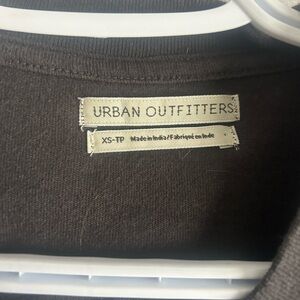 URBAN OUTFITTERS
XS-TP Made in India/Fabriqué en Inde